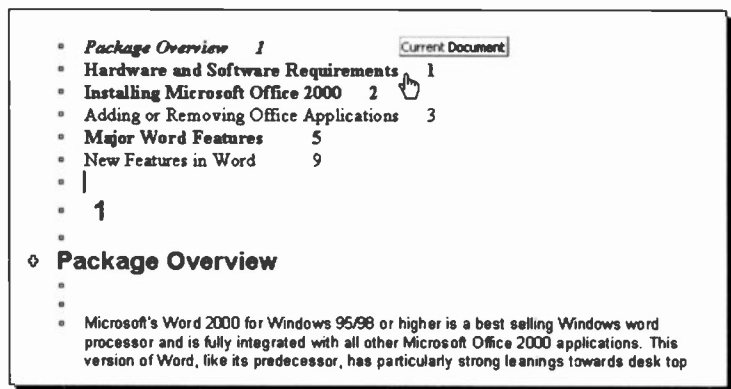 Package Overview 1
Current Document
Hardware and Software Requirements 1
Installing Microsoft Office 2000 2
Adding or Removing Office Applications 3
Major Word Features 5
New Features in Word 9
1
Package Overview
Microsoft's Word 2000 for Windows 95/98 or higher is a best selling Windows word
processor and is fully integrated with all other Microsoft Office 2000 applications. This
version of Word, like its predecessor, has particularly strong leanings towards desk top